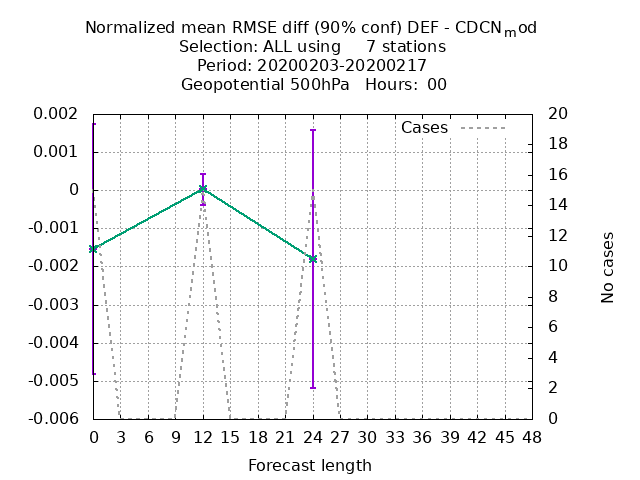 Normalized mean RMSE diff (90% conf) DEF - CDCNmod
Selection: ALL using 7 stations
Period: 20200203-20200217
Geopotential 500hPa Hours: 00
Cases
0.002
0.001
0
-0.001
-0.002
-0.003
-0.004
-0.005
-0.006
20
18
16
14
12
10
8
6
4
2
0
No cases
0 3 6 9 12 15 18 21 24 27 30 33 36 39 42 45 48
Forecast length